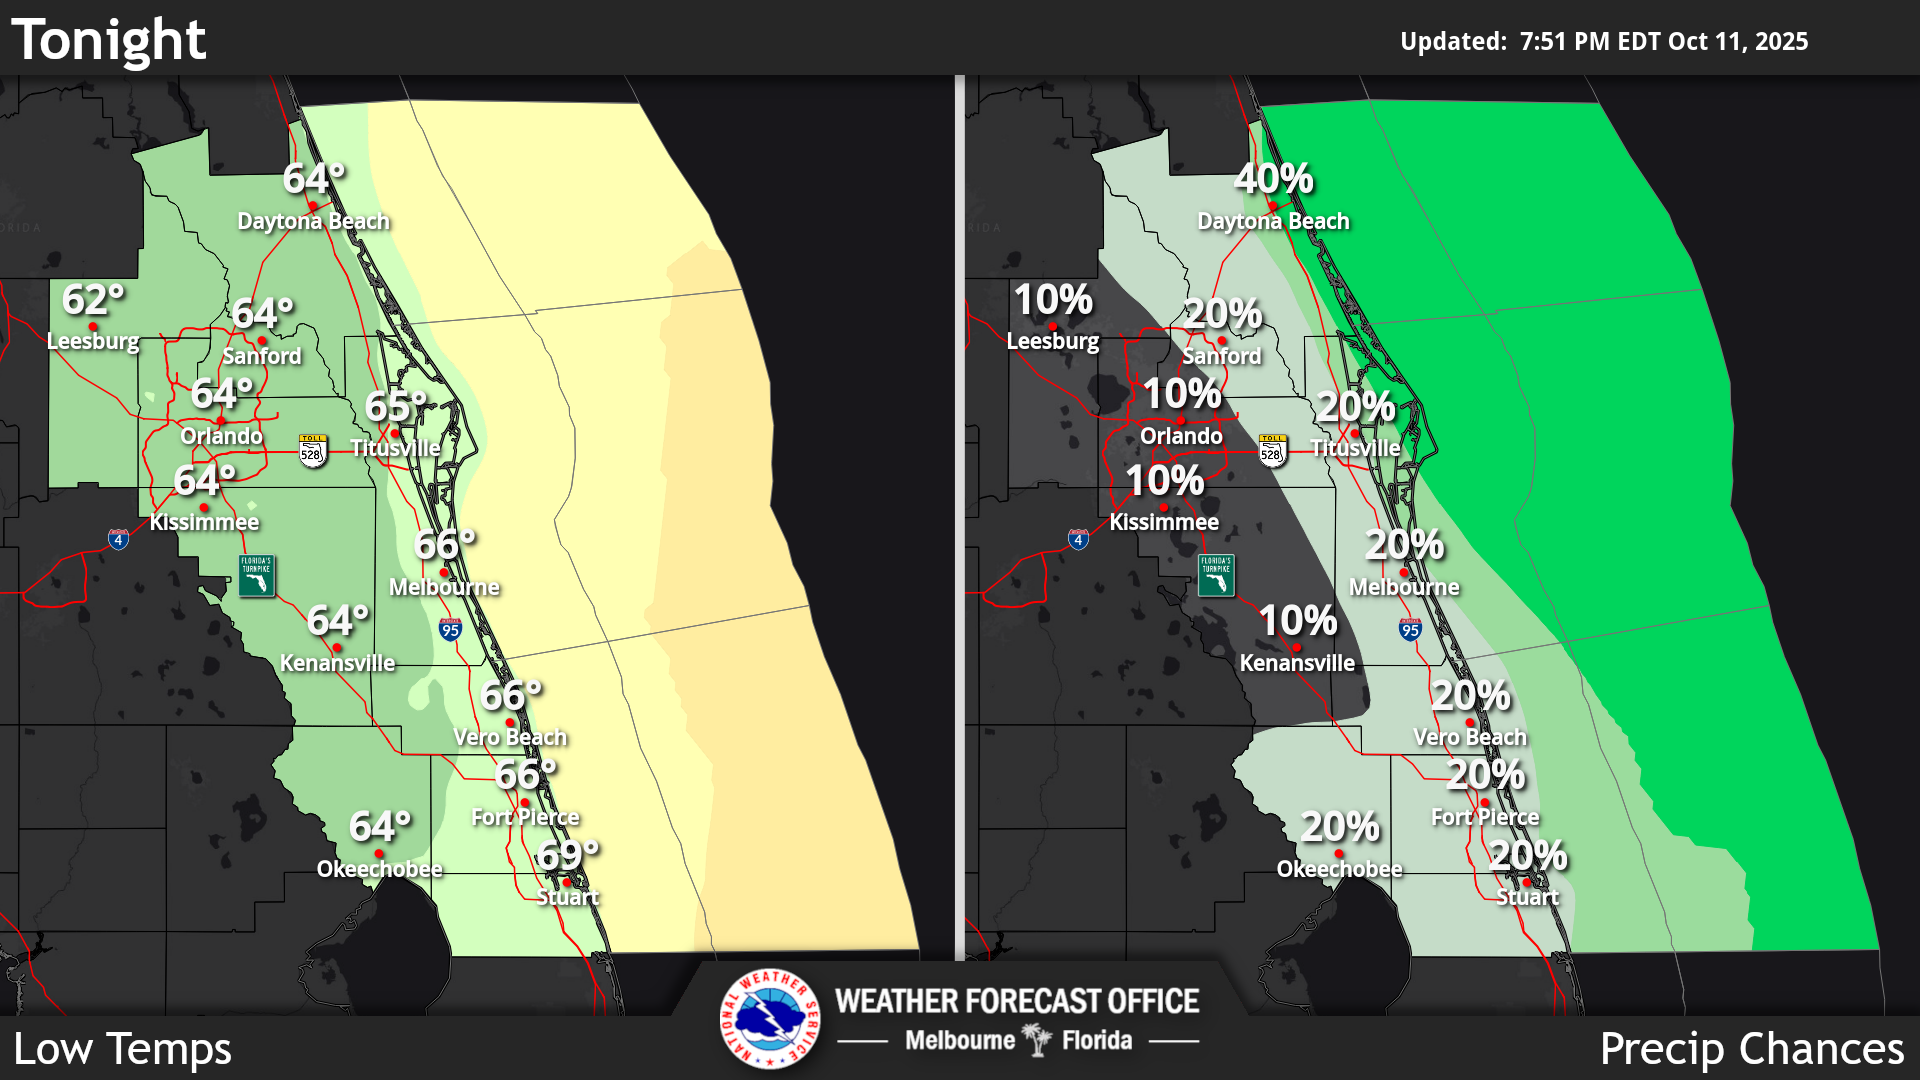 Tonight
Updated: 7:51 PM EDT Oct 11, 2025
64°
Daytona Beach
62°
Leesburg
64°
Sanford
64°
Orlando
65°
Titusville
TOLL
528
64°
Kissimmee
4
FLORIDA'S
TURNPIKE
66°
Melbourne
64°
Kenansville
95
66°
Vero Beach
66°
Fort Pierce
64°
Okeechobee
69°
Stuart
40%
Daytona Beach
RIDA
10%
Leesburg
20%
Sanford
10%
Orlando
20%
Titusville
TOLL
528
10%
Kissimmee
4
FLORIDA'S
TURNPIKE
20%
Melbourne
10%
Kenansville
95
20%
Vero Beach
20%
Fort Pierce
20%
Okeechobee
20%
Stuart
NATIONAL WEATHER SERVICE
WEATHER FORECAST OFFICE
Melbourne Florida
Low Temps
Precip Chances